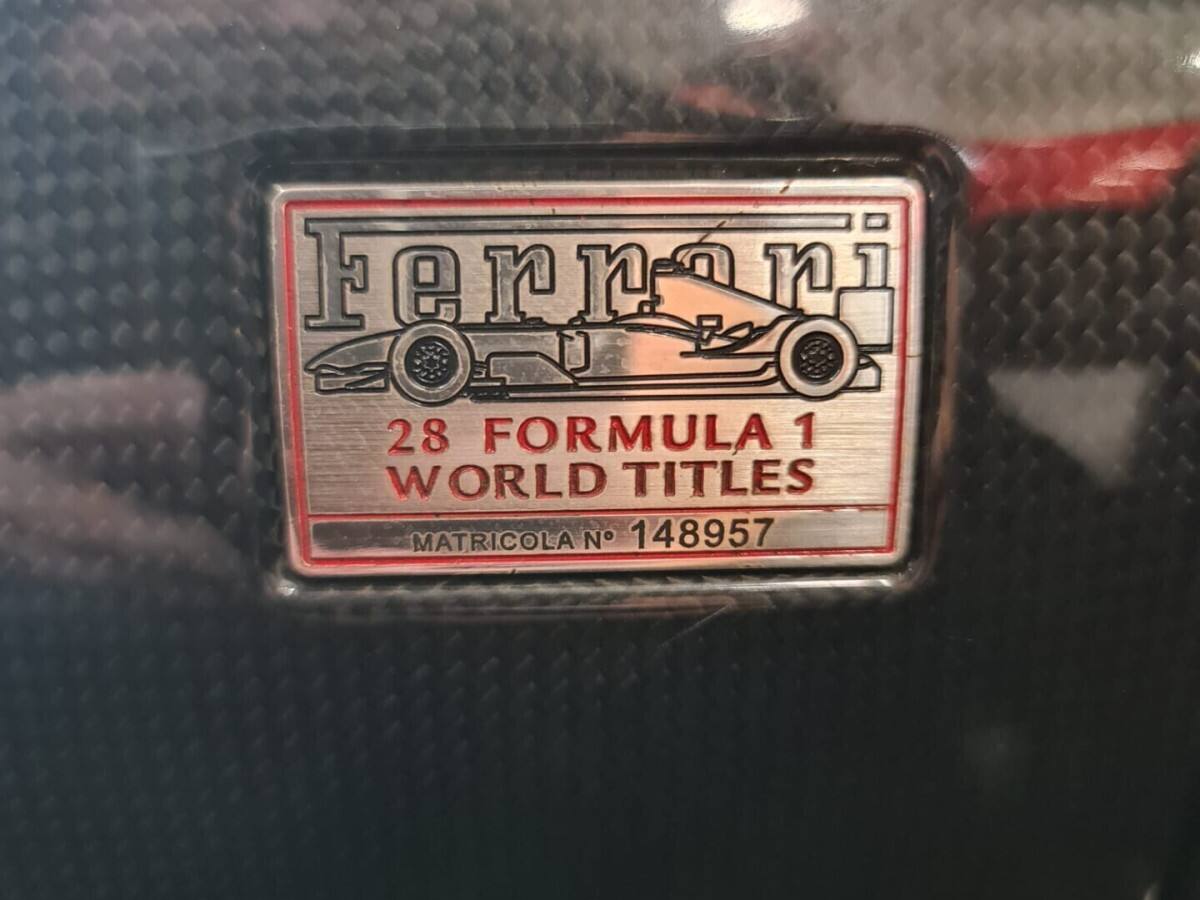 Ferrari
28 FORMULA 1
WORLD TITLES
MATRICOLA Nº 148957